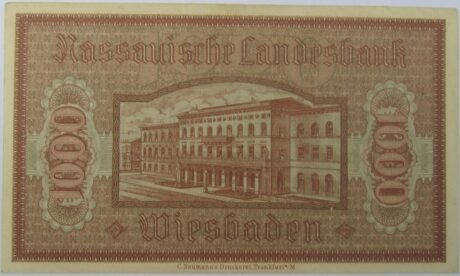 Nassauische Landesbank
1000 1000
Wiesbaden
C. Naumann's Druckerei, Frankfurt a/M